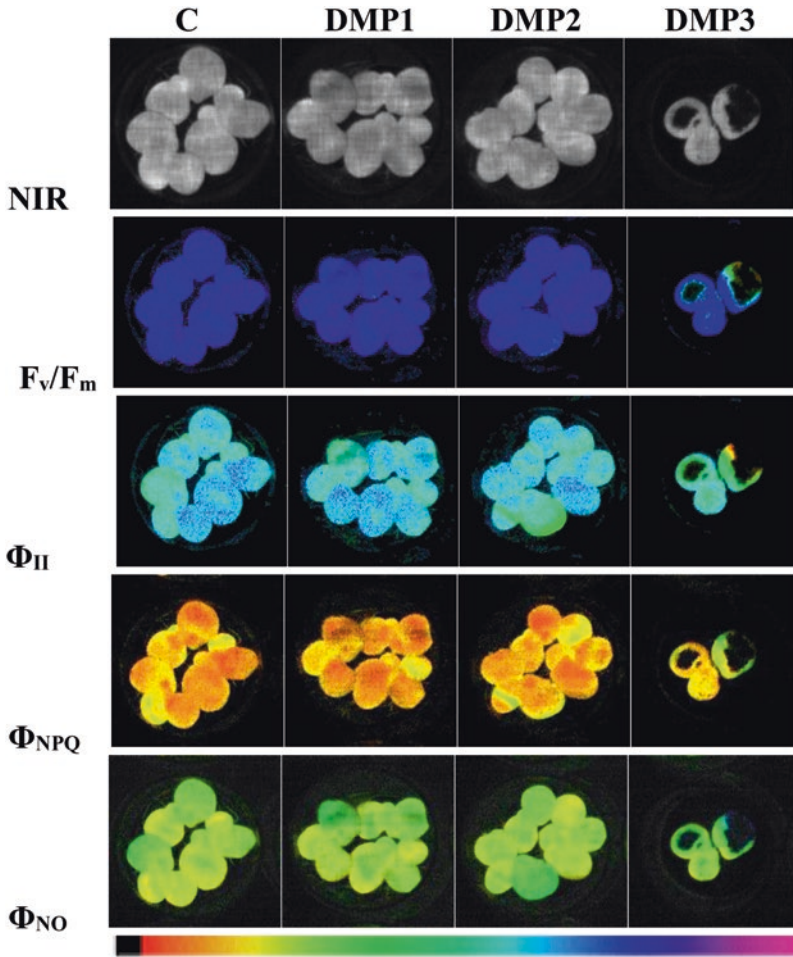 C DMP1 DMP2 DMP3
NIR
Fv/Fm
ΦII
ΦNPQ
ΦNO